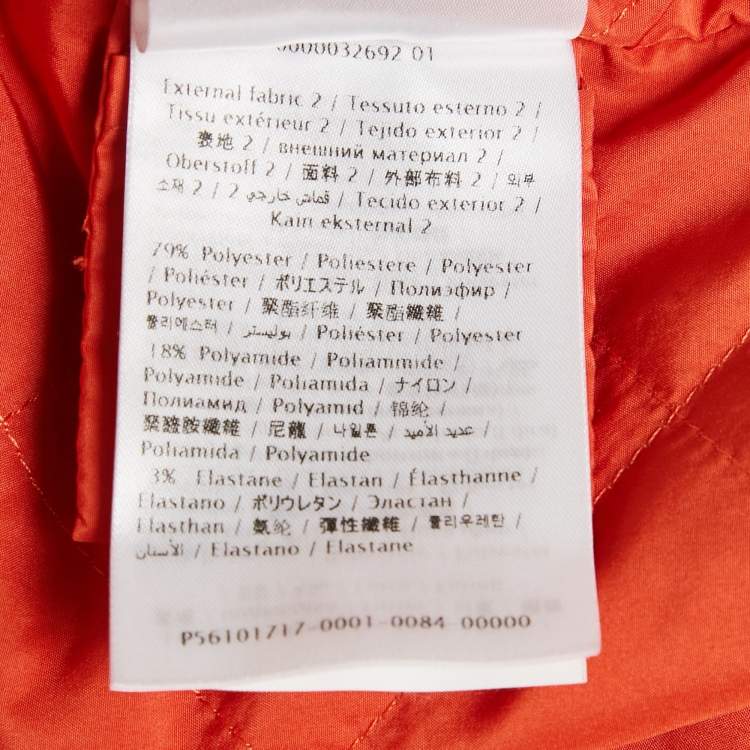 0000032692 01
External fabric 2 / Tessuto esterno 2 /
Tissu extérieur 2 / Tejido exterior 2 /
表地 2 / внешний материал 2 /
Oberstoff 2 / 面料 2 / 外部布料 2 / 외부
소재 2 / قماش خارجي 2 / Tecido exterior 2 /
Kain eksternal 2
79% Polyester / Poliestere / Polyester
/ Poliéster / ポリエステル / Полиэфир /
Polyester / 聚酯纤维 / 聚酯纖維 /
폴리에스터 / بوليستر / Poliéster / Polyester
18% Polyamide / Poliammide /
Polyamide / Poliamida / ナイロン /
Полиамид / Polyamid / 锦纶 /
聚醯胺纖維 / 尼龍 / 나일론 / عديد الأميد /
Poliamida / Polyamide
3% Elastane / Elastan / Élasthanne /
Elastano / ポリウレタン / Эластан /
Elasthan / 氨纶 / 彈性纖維 / 폴리우레탄 /
الأستان / Elastano / Elastane
P56101717-0001-0084-00000